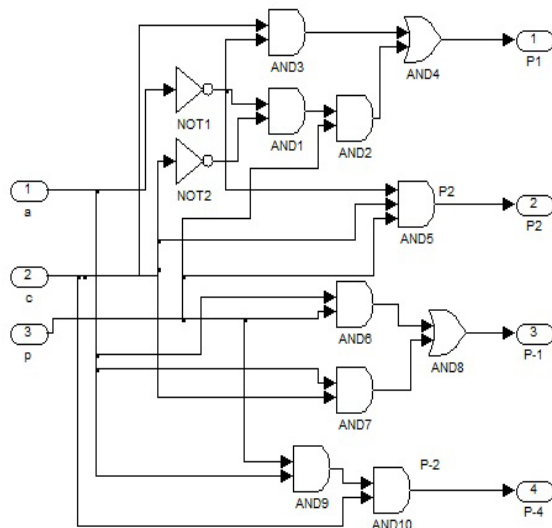 1
P1
AND3
AND4
NOT1
AND1
AND2
NOT2
1
a
P2
2
P2
AND5
2
c
3
p
AND6
3
P-1
AND8
AND7
P-2
AND9
4
P-4
AND10